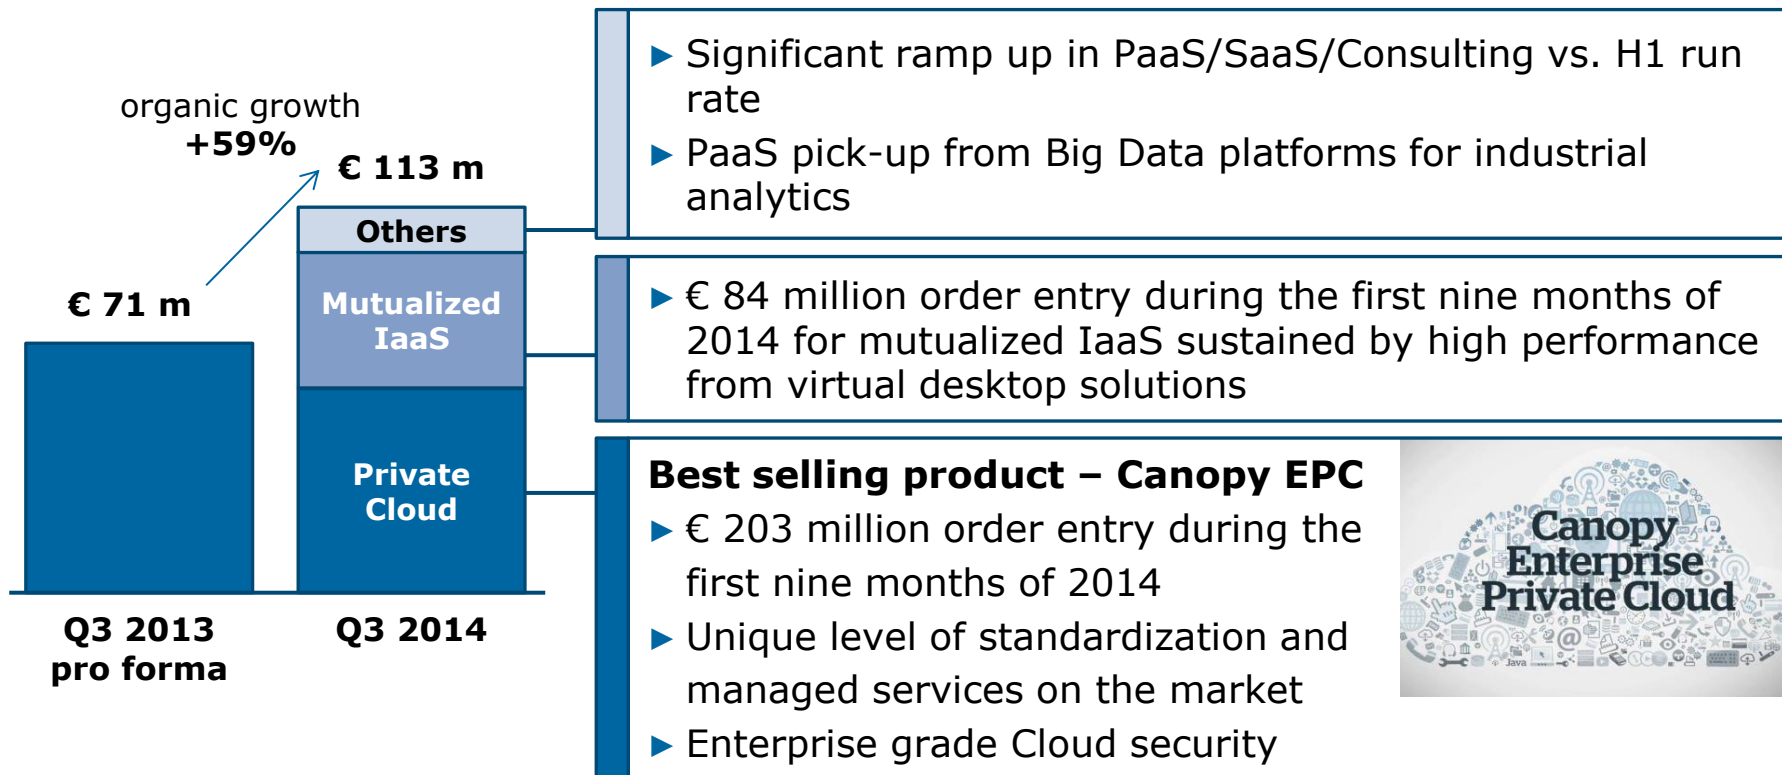 organic growth
+59%
€ 113 m
€ 71 m
Others
Mutualized
IaaS
Private
Cloud
Q3 2013
pro forma
Q3 2014
► Significant ramp up in PaaS/SaaS/Consulting vs. H1 run
rate
► PaaS pick-up from Big Data platforms for industrial
analytics
► € 84 million order entry during the first nine months of
2014 for mutualized IaaS sustained by high performance
from virtual desktop solutions
Best selling product – Canopy EPC
► € 203 million order entry during the
first nine months of 2014
► Unique level of standardization and
managed services on the market
► Enterprise grade Cloud security
Canopy
Enterprise
Private Cloud
Java